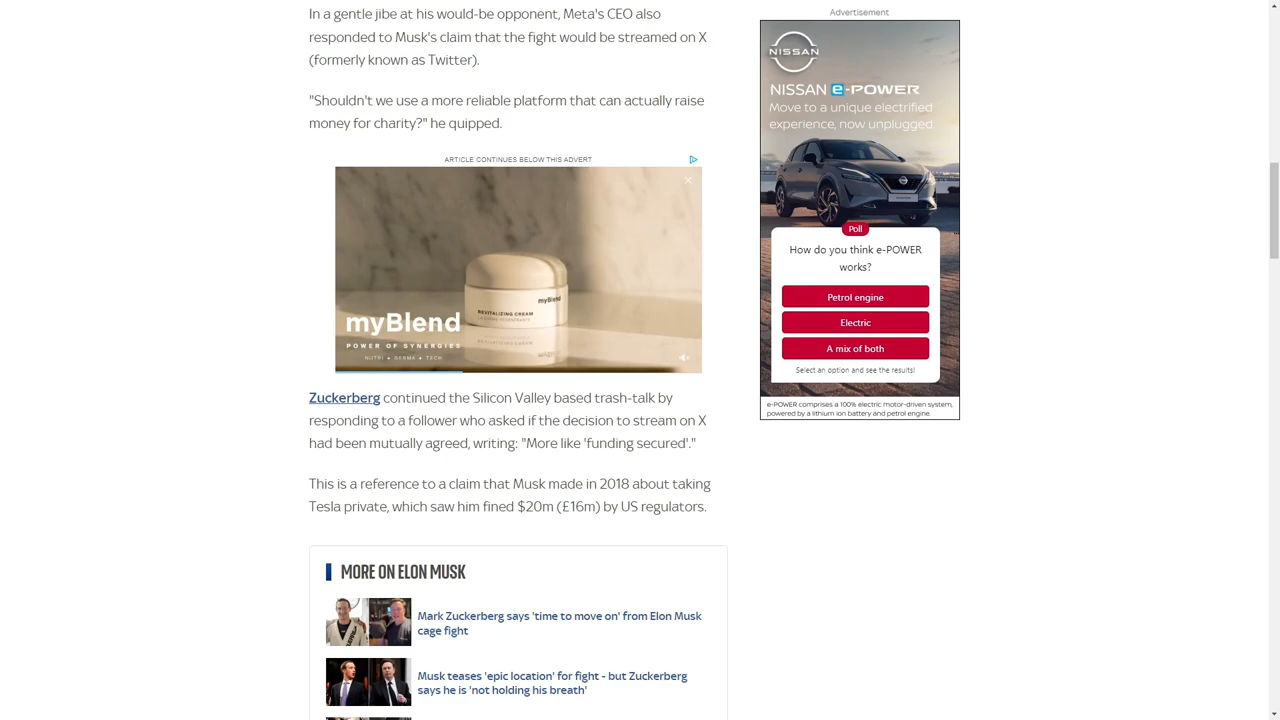 In a gentle jibe at his would-be opponent, Meta's CEO also
responded to Musk's claim that the fight would be streamed on X
(formerly known as Twitter).
"Shouldn't we use a more reliable platform that can actually raise
money for charity?" he quipped.
ARTICLE CONTINUES BELOW THIS ADVERT
myBlend
REVITALIZING CREAM
myBlend
POWER OF SYNERGIES
NUTRI + DERMA + TECH
Zuckerberg continued the Silicon Valley based trash-talk by
responding to a follower who asked if the decision to stream on X
had been mutually agreed, writing: "More like 'funding secured'."
This is a reference to a claim that Musk made in 2018 about taking
Tesla private, which saw him fined $20m (£16m) by US regulators.
MORE ON ELON MUSK
Mark Zuckerberg says 'time to move on' from Elon Musk
cage fight
Musk teases 'epic location' for fight - but Zuckerberg
says he is 'not holding his breath'
Advertisement
NISSAN
NISSAN e-POWER
Move to a unique electrified
experience, now unplugged
Poll
How do you think e-POWER
works?
Petrol engine
Electric
A mix of both
Select an option and see the results!
e-POWER comprises a 100% electric motor-driven system,
powered by a lithium ion battery and petrol engine.